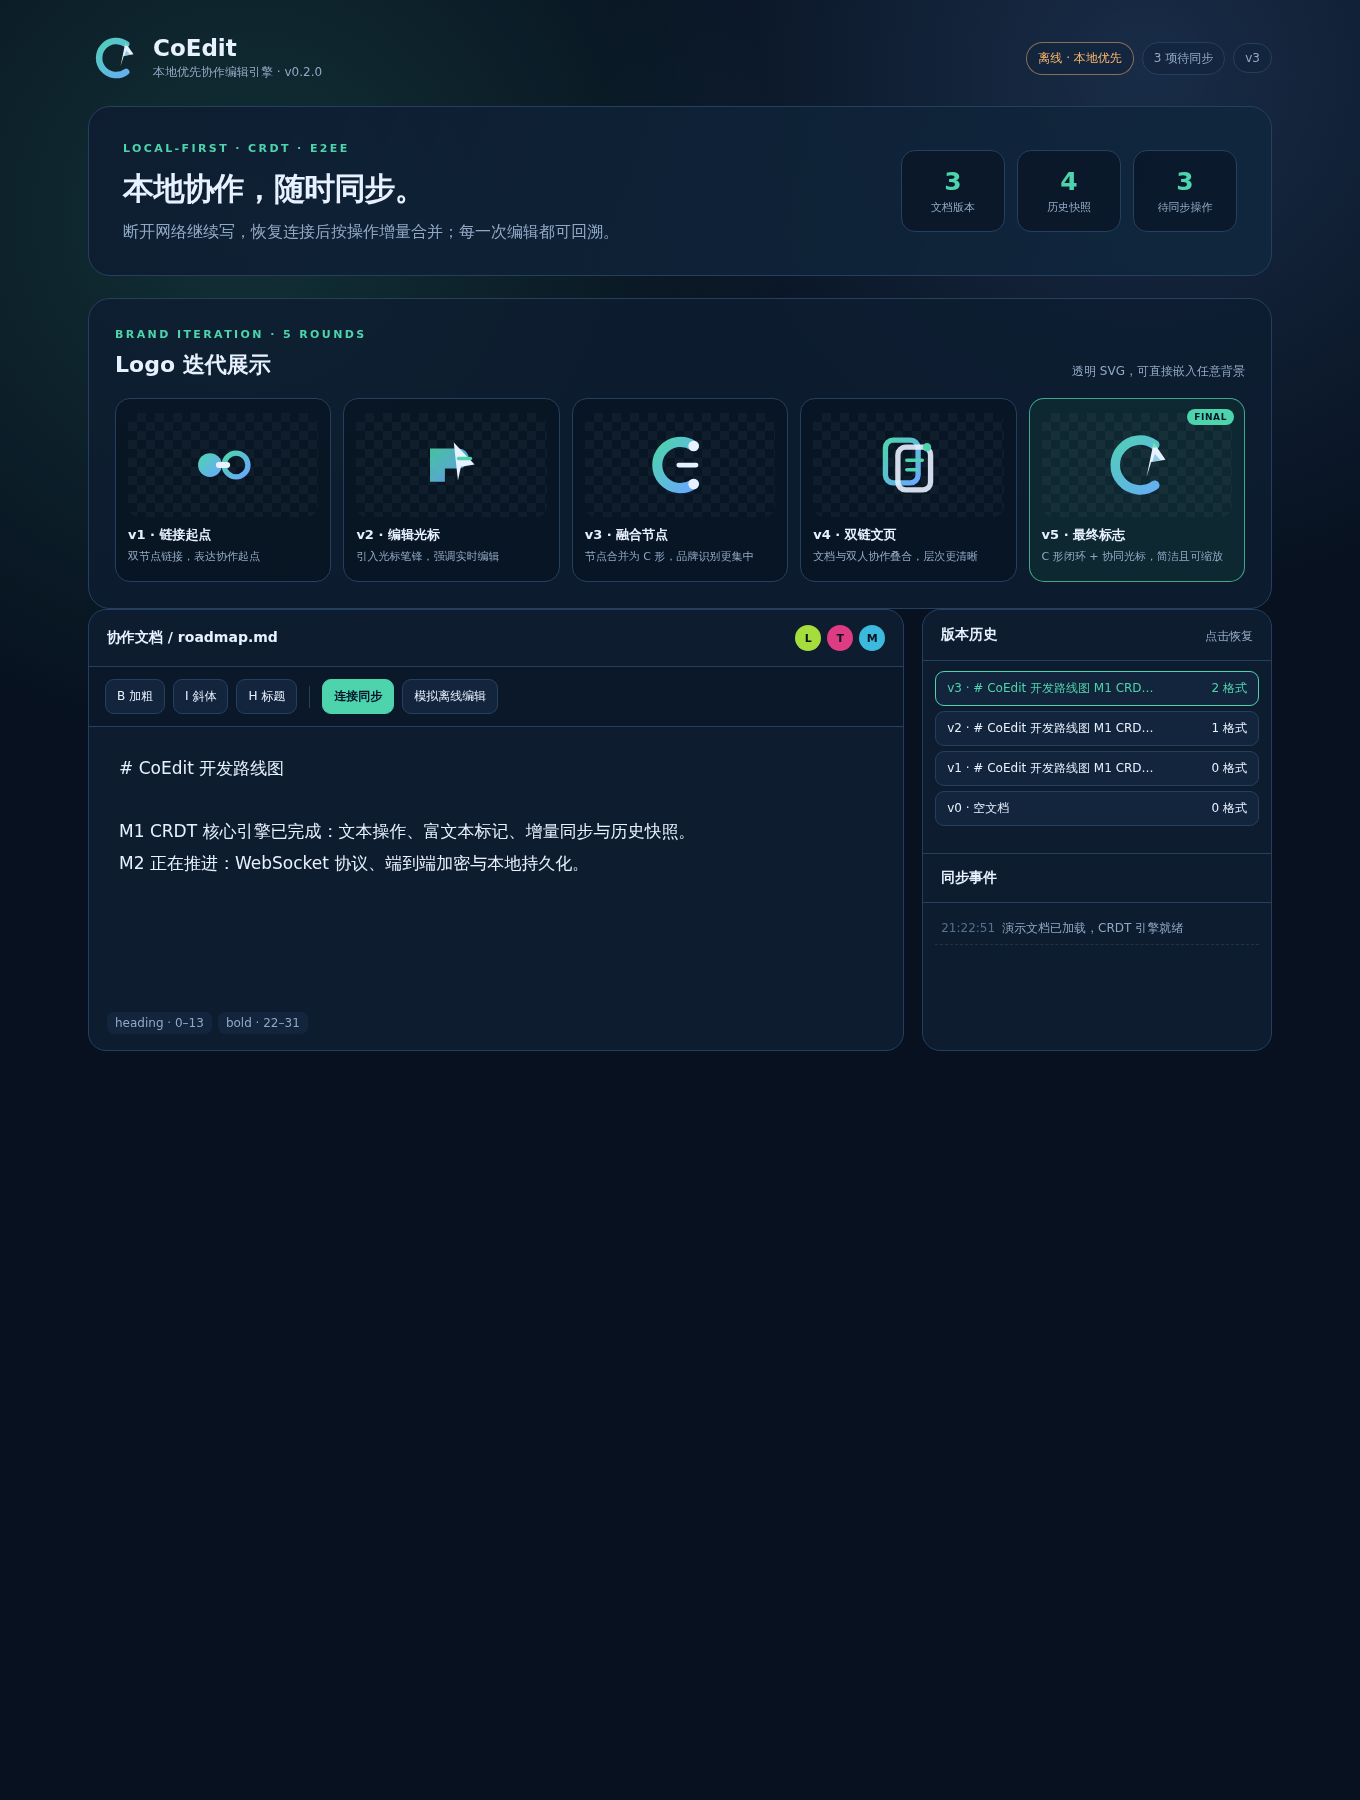 CoEdit
本地优先协作编辑引擎 · v0.2.0
离线 · 本地优先
3 项待同步
v3
LOCAL-FIRST · CRDT · E2EE
本地协作，随时同步。
断开网络继续写，恢复连接后按操作增量合并；每一次编辑都可回溯。
3
文档版本
4
历史快照
3
待同步操作
BRAND ITERATION · 5 ROUNDS
Logo 迭代展示
透明 SVG，可直接嵌入任意背景
v1 · 链接起点
双节点链接，表达协作起点
v2 · 编辑光标
引入光标笔锋，强调实时编辑
v3 · 融合节点
节点合并为 C 形，品牌识别更集中
v4 · 双链文页
文档与双人协作叠合，层次更清晰
FINAL
v5 · 最终标志
C 形闭环 + 协同光标，简洁且可缩放
协作文档 / roadmap.md
L T M
B 加粗
I 斜体
H 标题
连接同步
模拟离线编辑
# CoEdit 开发路线图
M1 CRDT 核心引擎已完成：文本操作、富文本标记、增量同步与历史快照。
M2 正在推进：WebSocket 协议、端到端加密与本地持久化。
heading · 0–13
bold · 22–31
版本历史
点击恢复
v3 · # CoEdit 开发路线图 M1 CRD… 2 格式
v2 · # CoEdit 开发路线图 M1 CRD… 1 格式
v1 · # CoEdit 开发路线图 M1 CRD… 0 格式
v0 · 空文档 0 格式
同步事件
21:22:51 演示文档已加载，CRDT 引擎就绪